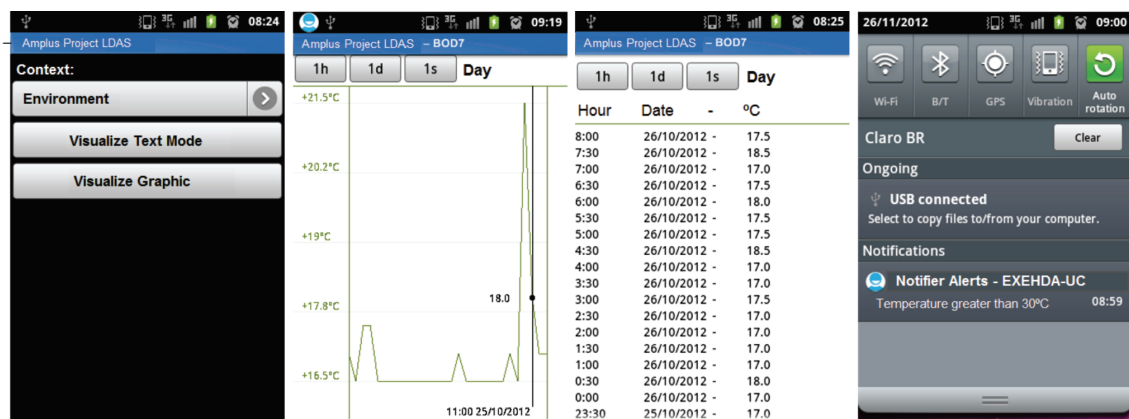 08:24
Amplus Project LDAS
Context:
Environment
Visualize Text Mode
Visualize Graphic
3G
09:19
Amplus Project LDAS – BOD7
1h 1d 1s Day
+21.5°C
+20.2°C
+19°C
18.0
+17.8°C
+16.5°C
11:00 25/10/2012
3G
08:25
Amplus Project LDAS – BOD7
1h 1d 1s Day
Hour Date - ºC
8:00 26/10/2012 - 17.5
7:30 26/10/2012 - 18.5
7:00 26/10/2012 - 17.0
6:30 26/10/2012 - 17.5
6:00 26/10/2012 - 18.0
5:30 26/10/2012 - 17.5
5:00 26/10/2012 - 17.5
4:30 26/10/2012 - 18.5
4:00 26/10/2012 - 17.0
3:30 26/10/2012 - 17.0
3:00 26/10/2012 - 17.5
2:30 26/10/2012 - 17.0
2:00 26/10/2012 - 17.0
1:30 26/10/2012 - 17.0
1:00 26/10/2012 - 17.0
0:30 26/10/2012 - 18.0
0:00 26/10/2012 - 17.0
23:30 25/10/2012 - 17.0
26/11/2012 3G 09:00
Wi-Fi B/T GPS Vibration Auto rotation
Claro BR Clear
Ongoing
USB connected
Select to copy files to/from your computer.
Notifications
Notifier Alerts - EXEHDA-UC
Temperature greater than 30ºC 08:59